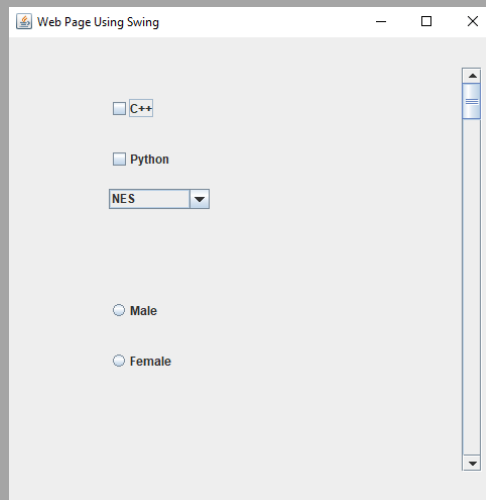 Web Page Using Swing
C++
Python
NES
Male
Female